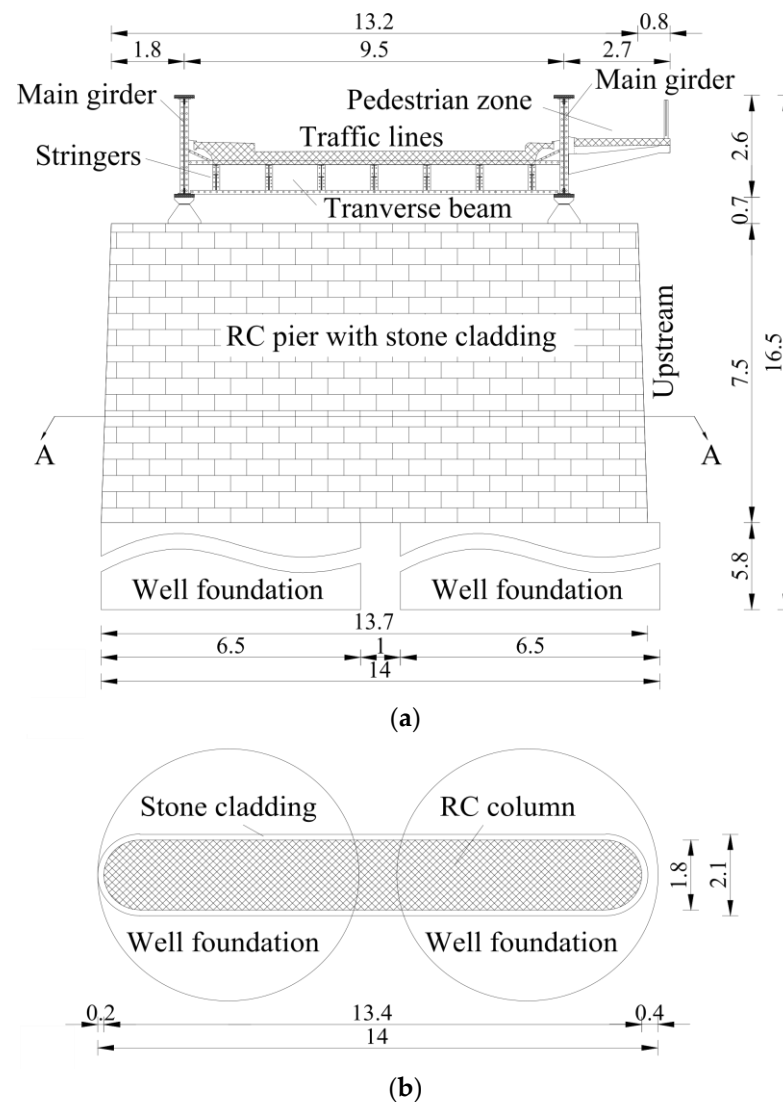 13.2
0.8
1.8
9.5
2.7
Main girder
Main girder
Pedestrian zone
Traffic lines
Stringers
Tranverse beam
2.6
0.7
RC pier with stone cladding
Upstream
7.5
16.5
A
A
Well foundation
Well foundation
5.8
13.7
6.5
1
6.5
14
(a)
Stone cladding
RC column
1.8
2.1
Well foundation
Well foundation
0.2
13.4
0.4
14
(b)